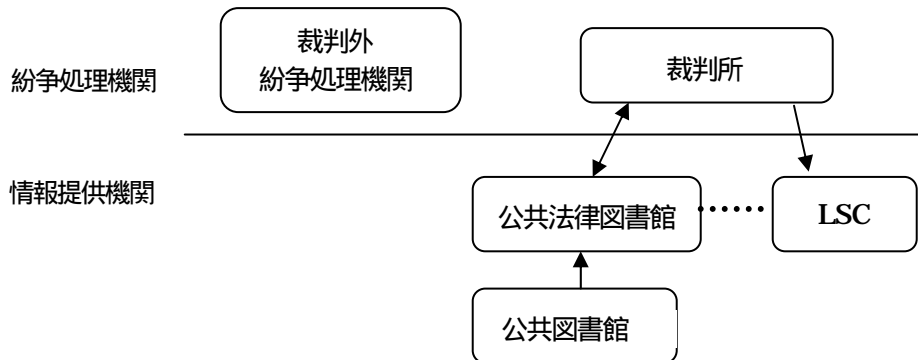 裁判外
紛争処理機関
裁判所
紛争処理機関
情報提供機関
公共法律図書館
LSC
公共図書館